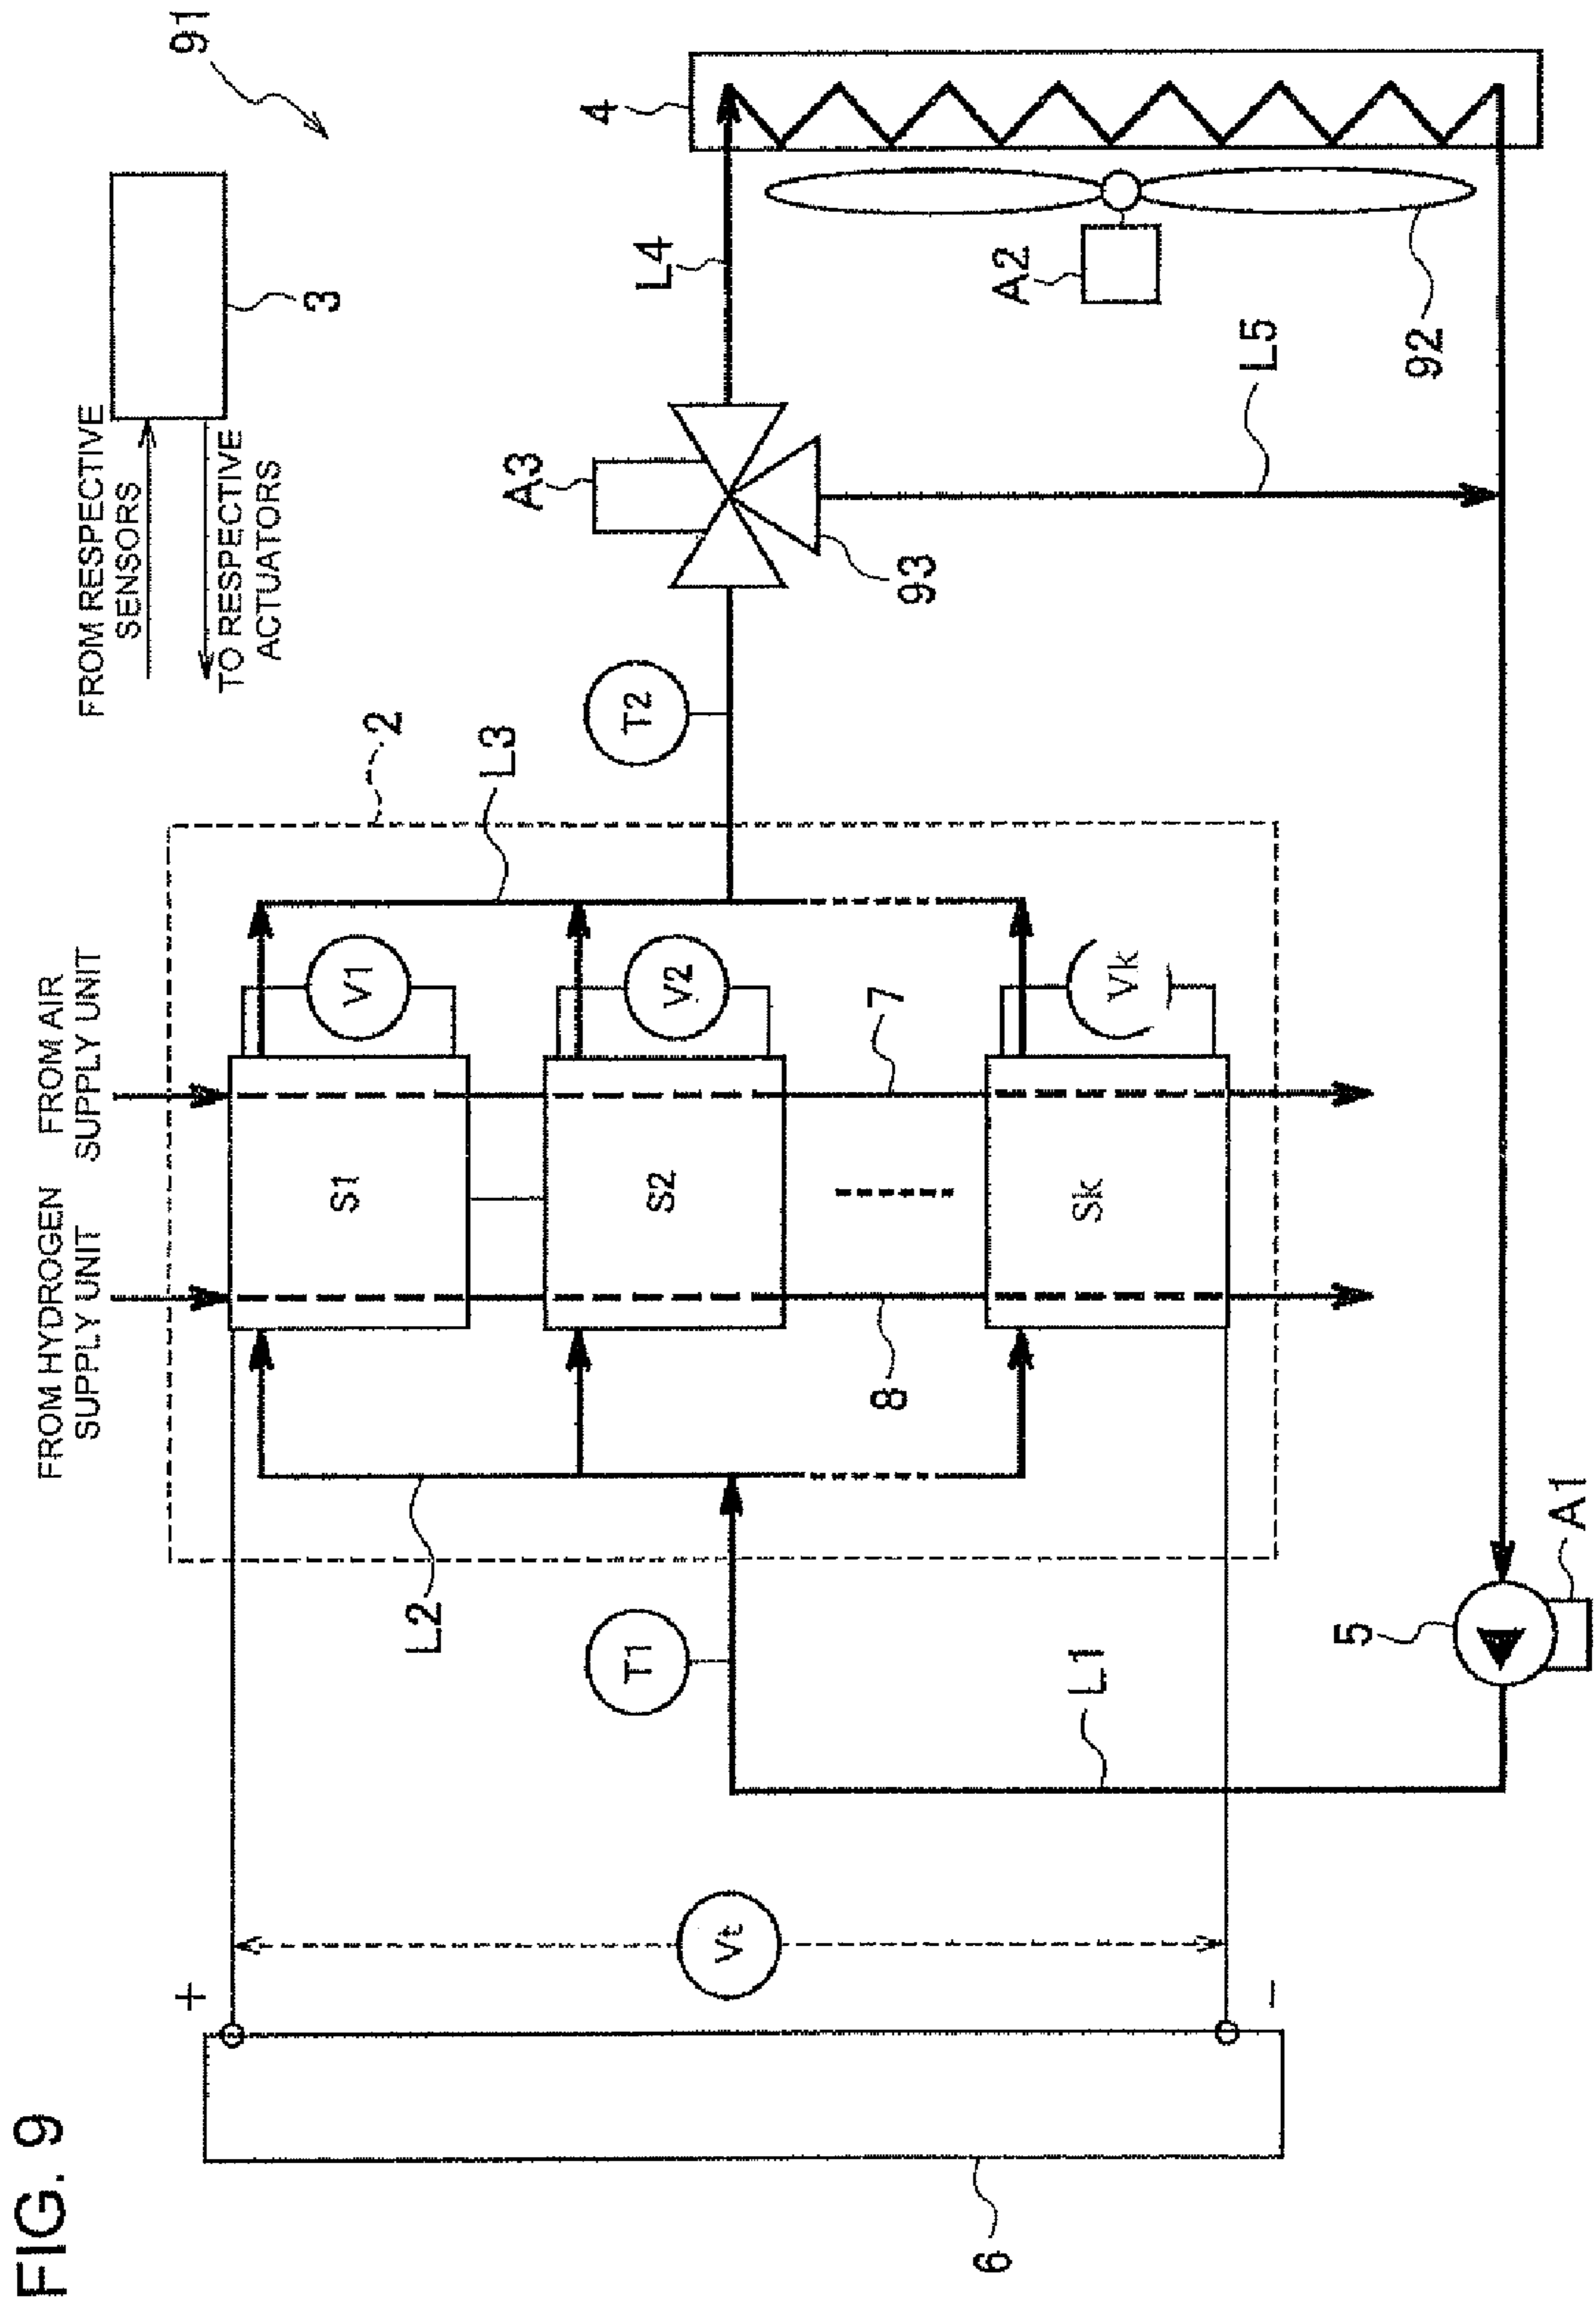 FIG. 9
91
FROM RESPECTIVE
SENSORS
TO RESPECTIVE
ACTUATORS
3
FROM HYDROGEN
SUPPLY UNIT
FROM AIR
SUPPLY UNIT
2
L2
L3
S1
V1
S2
V2
Sk
Vk
7
8
+
−
Vt
6
T1
T2
L1
A3
93
L4
L5
4
A2
92
5
A1